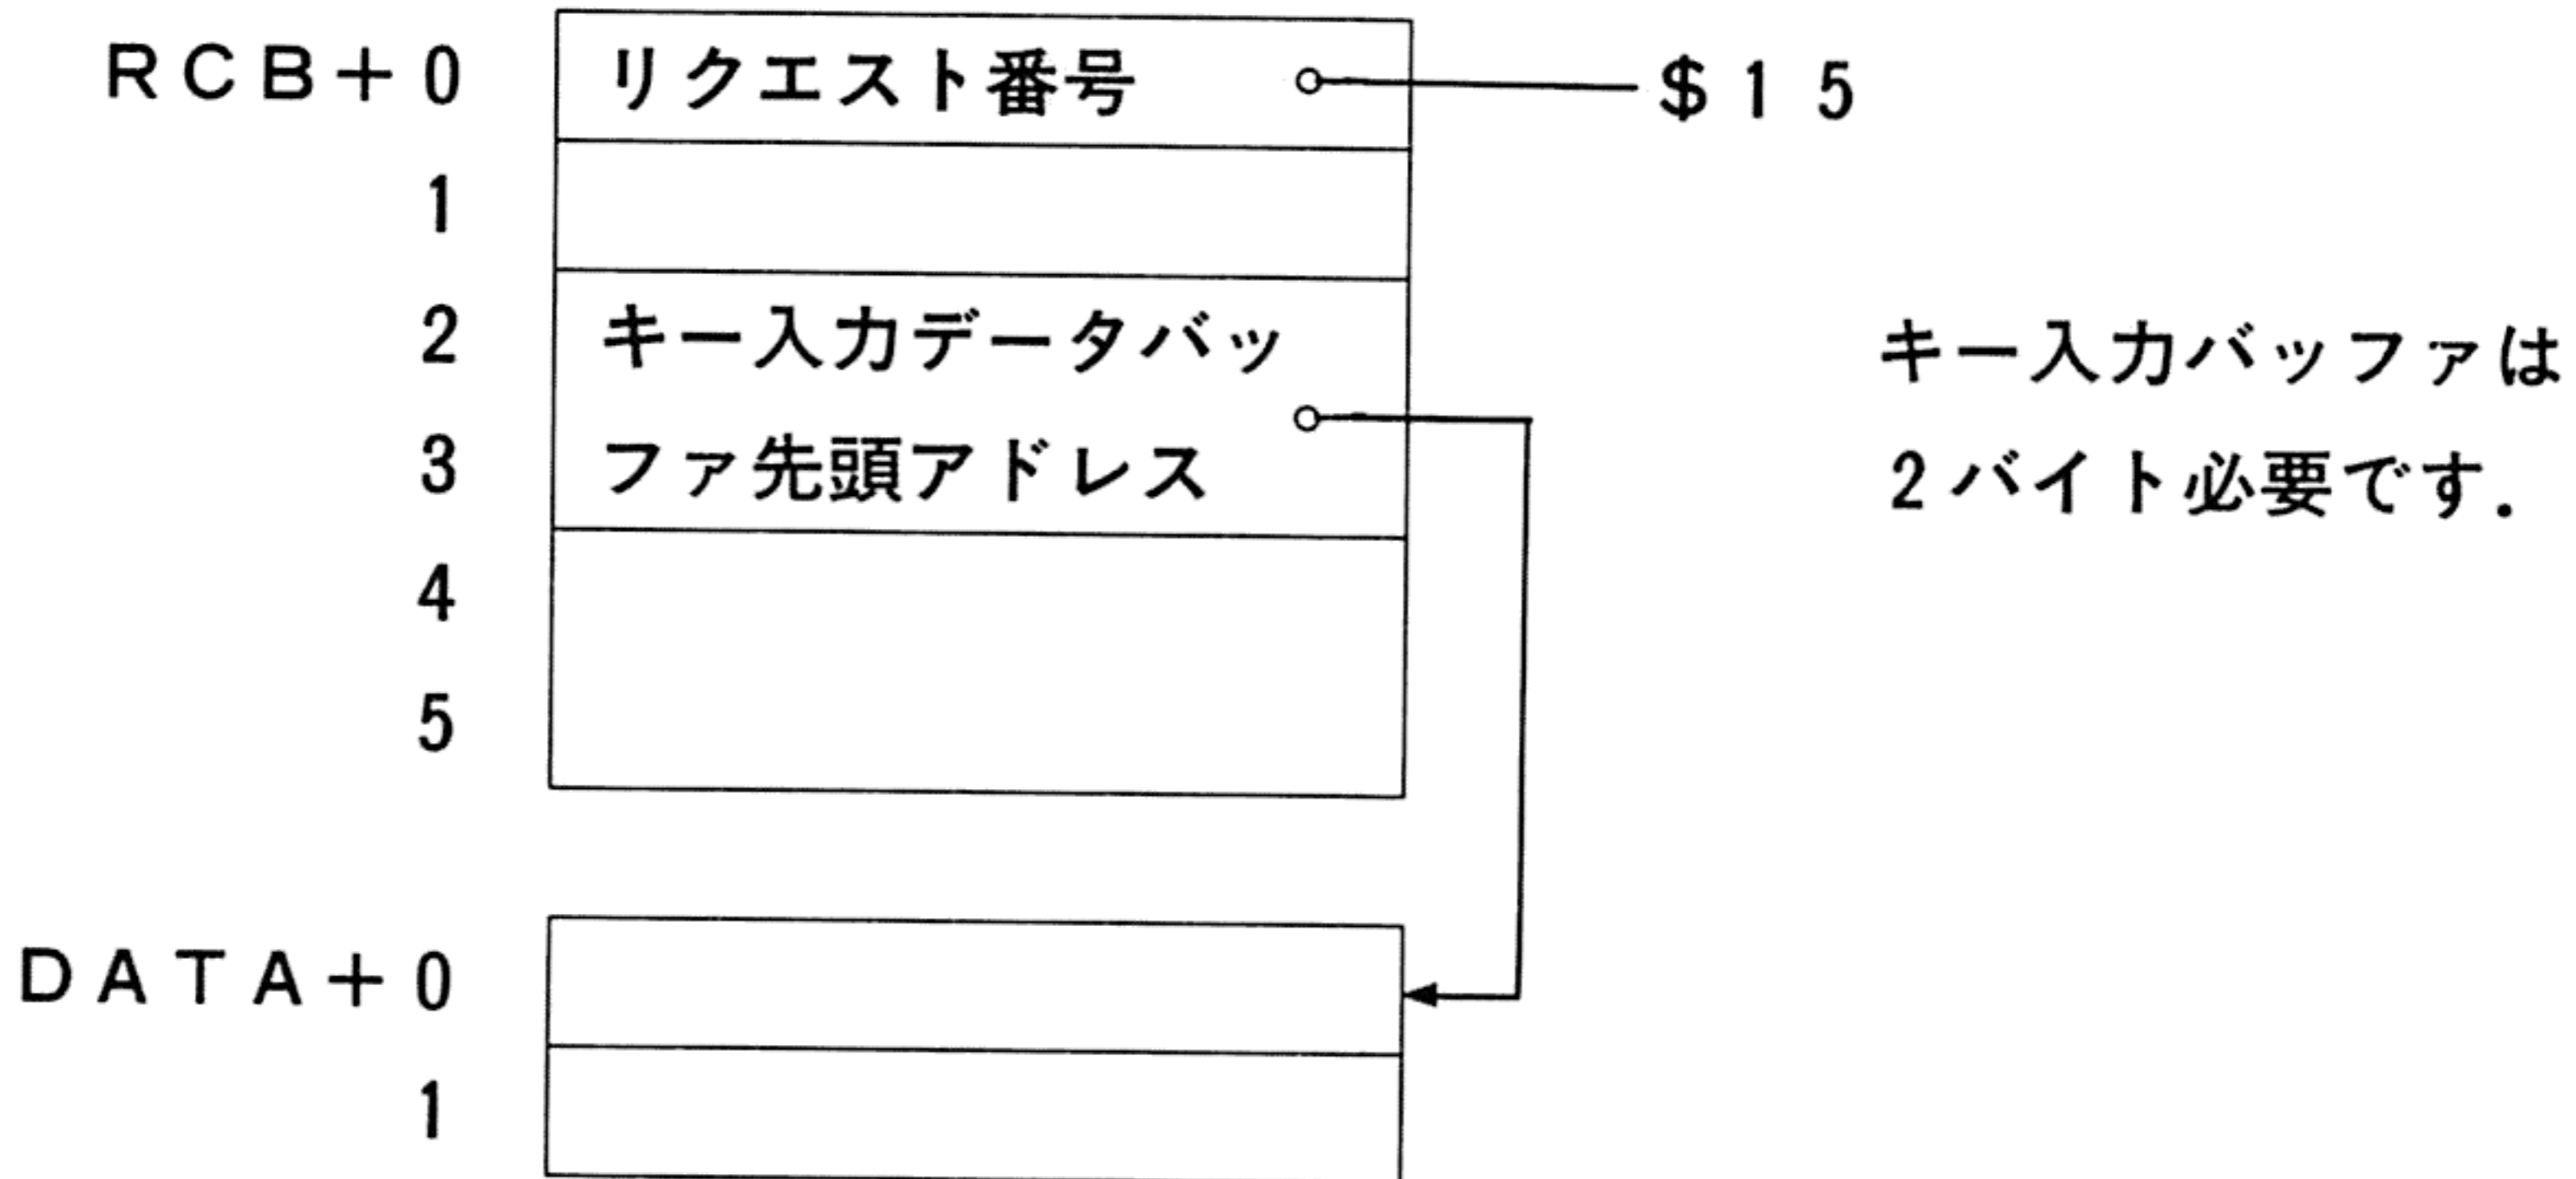 RCB+0 リクエスト番号 $15
1
2 キー入力データバッ
キー入力バッファは
3 ファ先頭アドレス
2バイト必要です.
4
5
DATA+0
1